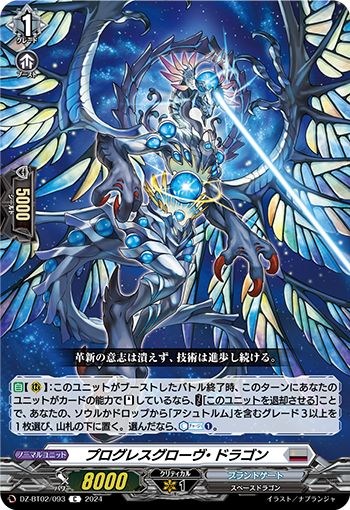 1
グレード
ブースト
5000
シールド
革新の意志は潰えず、技術は進歩し続ける。
自【R】:このユニットがブーストしたバトル終了時、このターンにあなたの
ユニットがカードの能力で
しているなら、【[このユニットを退却させる]こと
で、あなたの、ソウルかドロップから「アシュトルム」を含むグレード3以上を
1枚選び、山札の下に置く。選んだなら、
(1)。
ノーマルユニット
プログレスグローヴ・ドラゴン
パワー 8000
クリティカル
1
ブラントゲート
スペースドラゴン
DZ-BT02/093 C 2024
イラスト/ナブランジャ